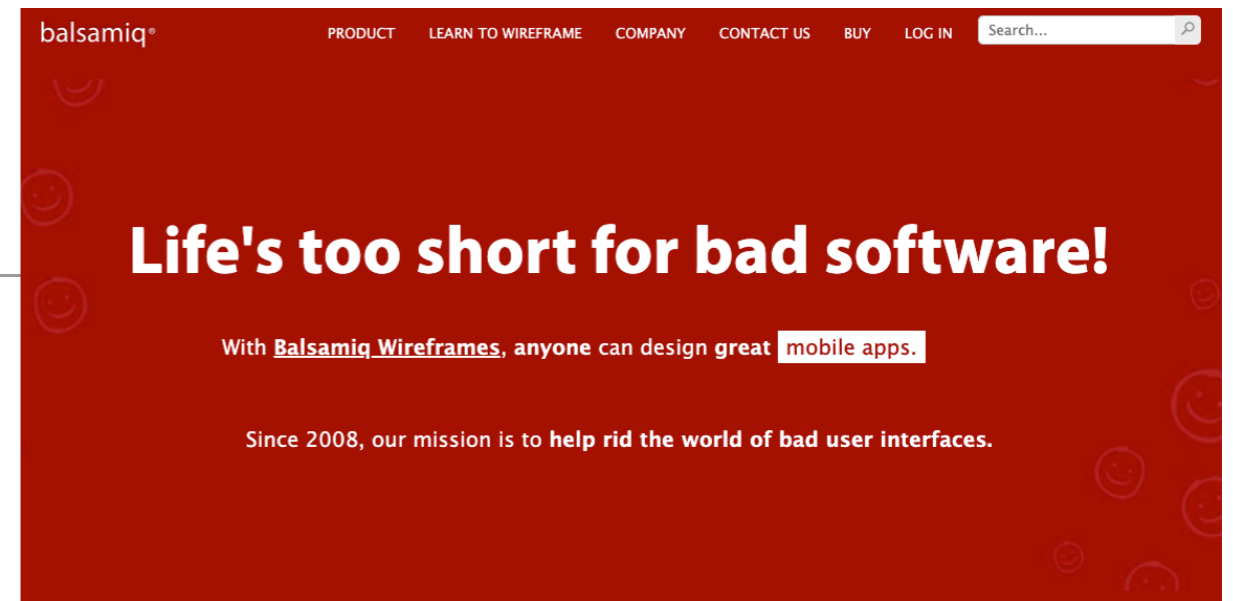 balsamiq® PRODUCT LEARN TO WIREFRAME COMPANY CONTACT US BUY LOG IN Search...
Life's too short for bad software!
With Balsamiq Wireframes, anyone can design great mobile apps.
Since 2008, our mission is to help rid the world of bad user interfaces.